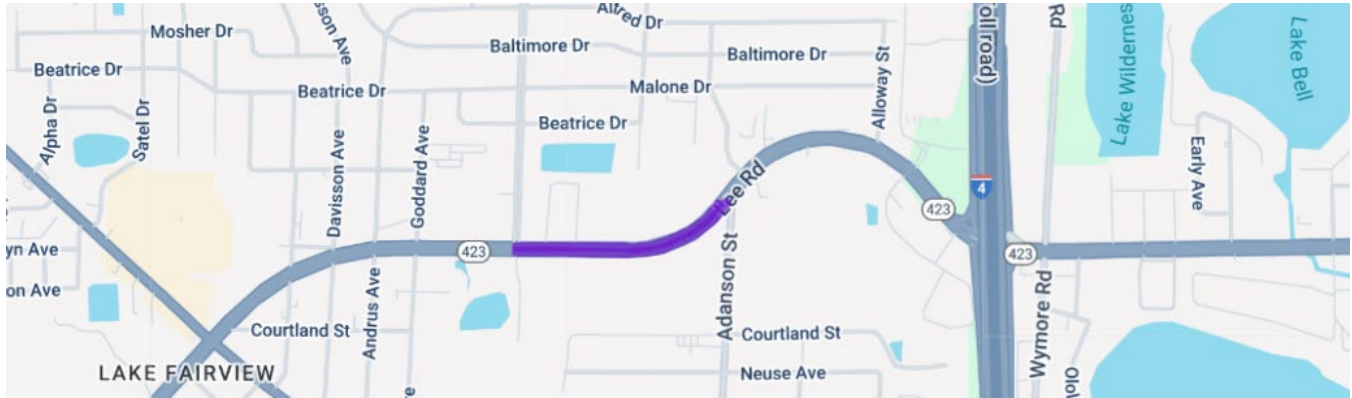 Mosher Dr
Alfred Dr
Baltimore Dr
Baltimore Dr
Beatrice Dr
Beatrice Dr
Malone Dr
Beatrice Dr
Alpha Dr
Satel Dr
Davisson Ave
Goddard Ave
Alloway St
Rd
Lake Bell
Early Ave
4
Lee Rd
423
423
423
yn Ave
on Ave
Andrus Ave
Adanson St
Wymore Rd
Courtland St
Courtland St
Neuse Ave
LAKE FAIRVIEW